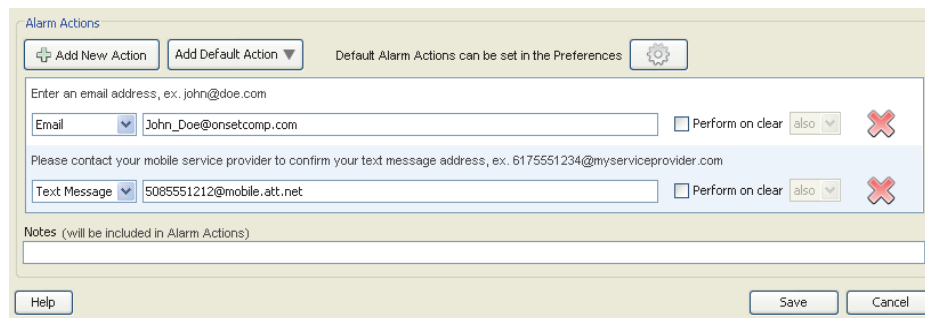 Alarm Actions
Add New Action Add Default Action Default Alarm Actions can be set in the Preferences
Enter an email address, ex. john@doe.com
Email John_Doe@onsetcomp.com Perform on clear also
Please contact your mobile service provider to confirm your text message address, ex. 6175551234@myserviceprovider.com
Text Message 5085551212@mobile.att.net Perform on clear also
Notes (will be included in Alarm Actions)
Help Save Cancel